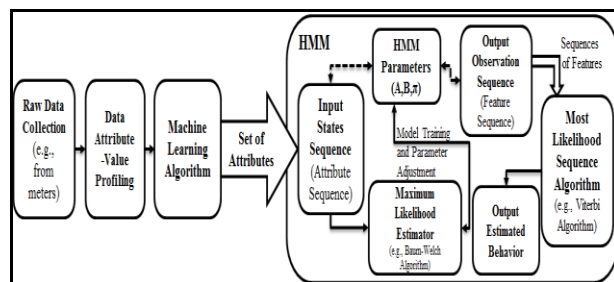 HMM
Raw Data
Collection
(e.g.,
from
meters)
Data
Attribute
-Value
Profiling
Machine
Learning
Algorithm
Set of
Attributes
Input
States
Sequence
(Attribute
Sequence)
HMM
Parameters
(A,B,π)
Output
Observation
Sequence
(Feature
Sequence)
Sequences
of Features
Model Training
and Parameter
Adjustment
Maximum
Likelihood
Estimator
(e.g., Baum-Welch
Algorithm)
Output
Estimated
Behavior
Most
Likelihood
Sequence
Algorithm
(e.g., Viterbi
Algorithm)